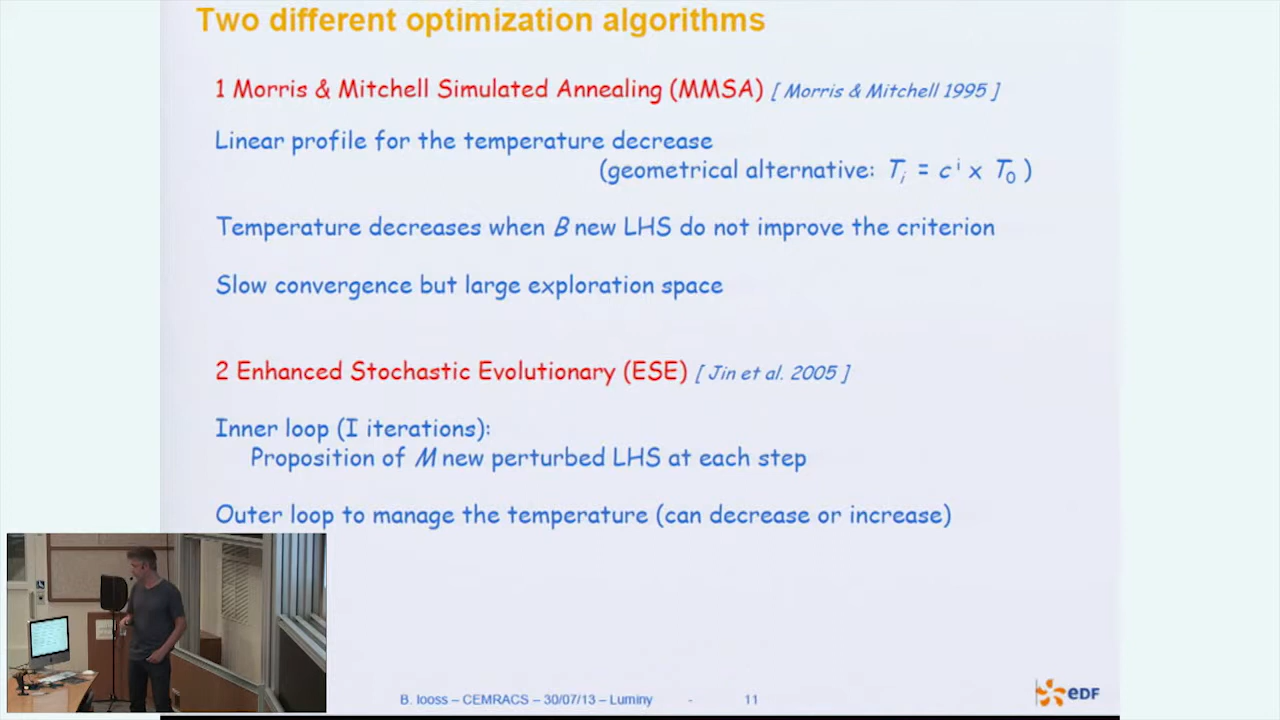 Two different optimization algorithms
1 Morris & Mitchell Simulated Annealing (MMSA) [ Morris & Mitchell 1995 ]
Linear profile for the temperature decrease
(geometrical alternative: Tᵢ = c ⁱ x T₀ )
Temperature decreases when B new LHS do not improve the criterion
Slow convergence but large exploration space
2 Enhanced Stochastic Evolutionary (ESE) [ Jin et al. 2005 ]
Inner loop (I iterations):
Proposition of M new perturbed LHS at each step
Outer loop to manage the temperature (can decrease or increase)
B. Iooss – CEMRACS – 30/07/13 – Luminy - 11
eDF